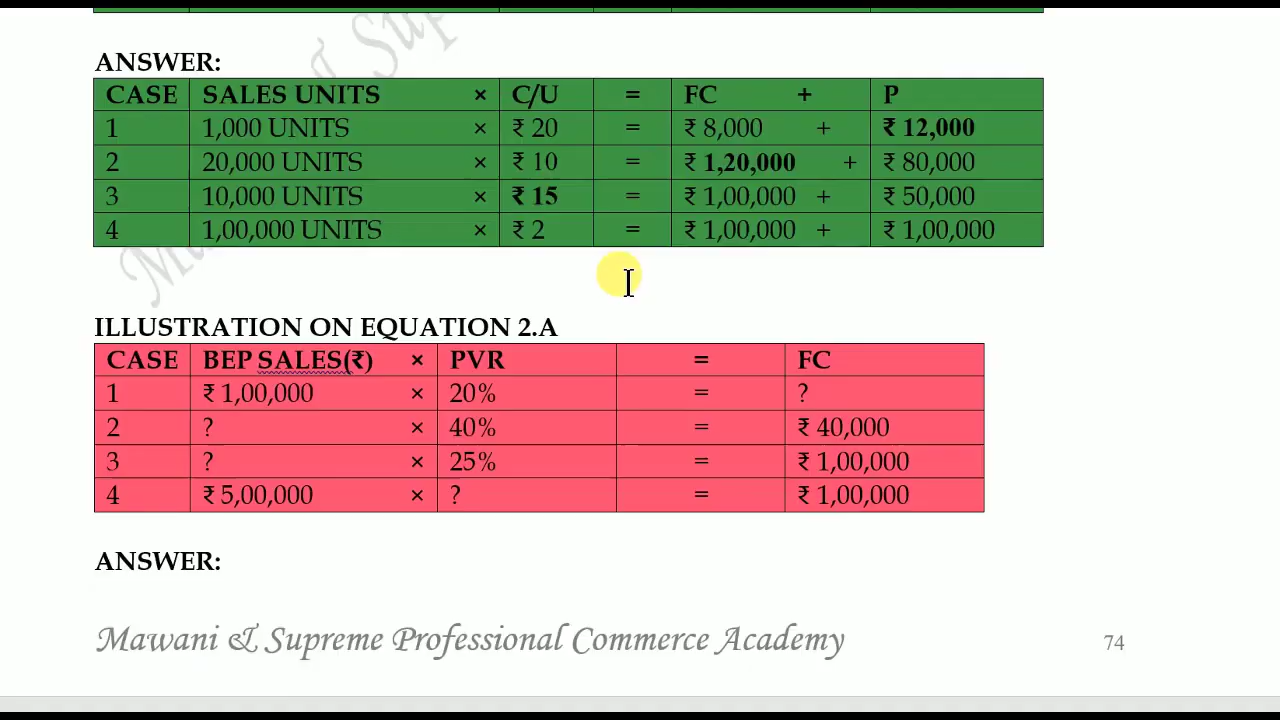 ANSWER:
CASE SALES UNITS × C/U = FC + P
1 1,000 UNITS × ₹ 20 = ₹ 8,000 + ₹ 12,000
2 20,000 UNITS × ₹ 10 = ₹ 1,20,000 + ₹ 80,000
3 10,000 UNITS × ₹ 15 = ₹ 1,00,000 + ₹ 50,000
4 1,00,000 UNITS × ₹ 2 = ₹ 1,00,000 + ₹ 1,00,000
ILLUSTRATION ON EQUATION 2.A
CASE BEP SALES(₹) × PVR = FC
1 ₹ 1,00,000 × 20% = ?
2 ? × 40% = ₹ 40,000
3 ? × 25% = ₹ 1,00,000
4 ₹ 5,00,000 × ? = ₹ 1,00,000
ANSWER:
Mawani & Supreme Professional Commerce Academy 74